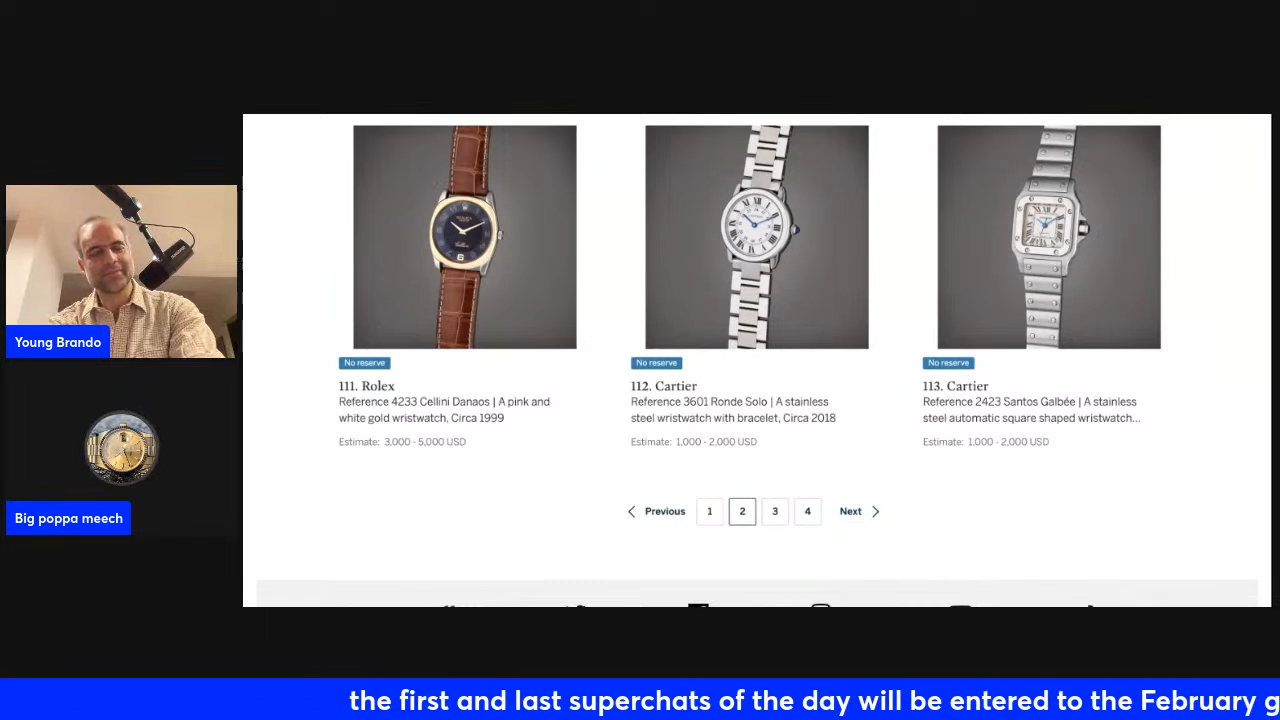 Young Brando
Big poppa meech
No reserve
111. Rolex
Reference 4233 Cellini Danaos | A pink and
white gold wristwatch, Circa 1999
Estimate: 3,000 - 5,000 USD
No reserve
112. Cartier
Reference 3601 Ronde Solo | A stainless
steel wristwatch with bracelet, Circa 2018
Estimate: 1,000 - 2,000 USD
No reserve
113. Cartier
Reference 2423 Santos Galbée | A stainless
steel automatic square shaped wristwatch...
Estimate: 1,000 - 2,000 USD
Previous 1 2 3 4 Next
the first and last superchats of the day will be entered to the February g